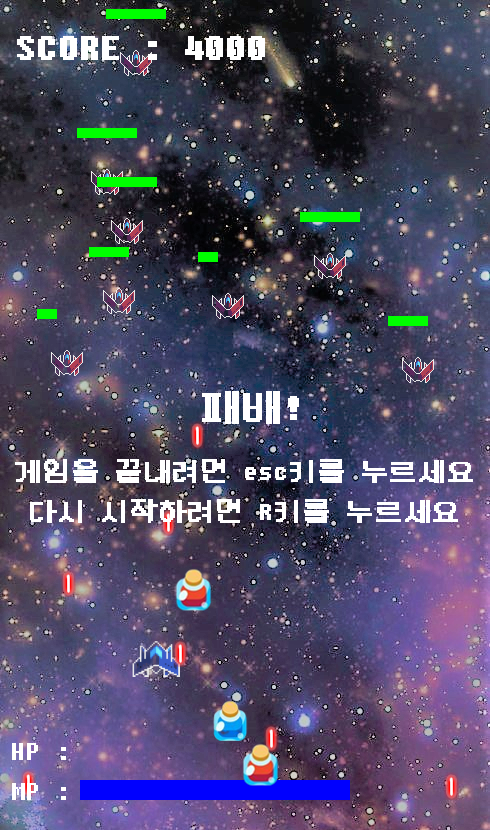 SCORE : 4000
패배!
게임을 끝내려면 esc키를 누르세요
다시 시작하려면 R키를 누르세요
HP :
MP :